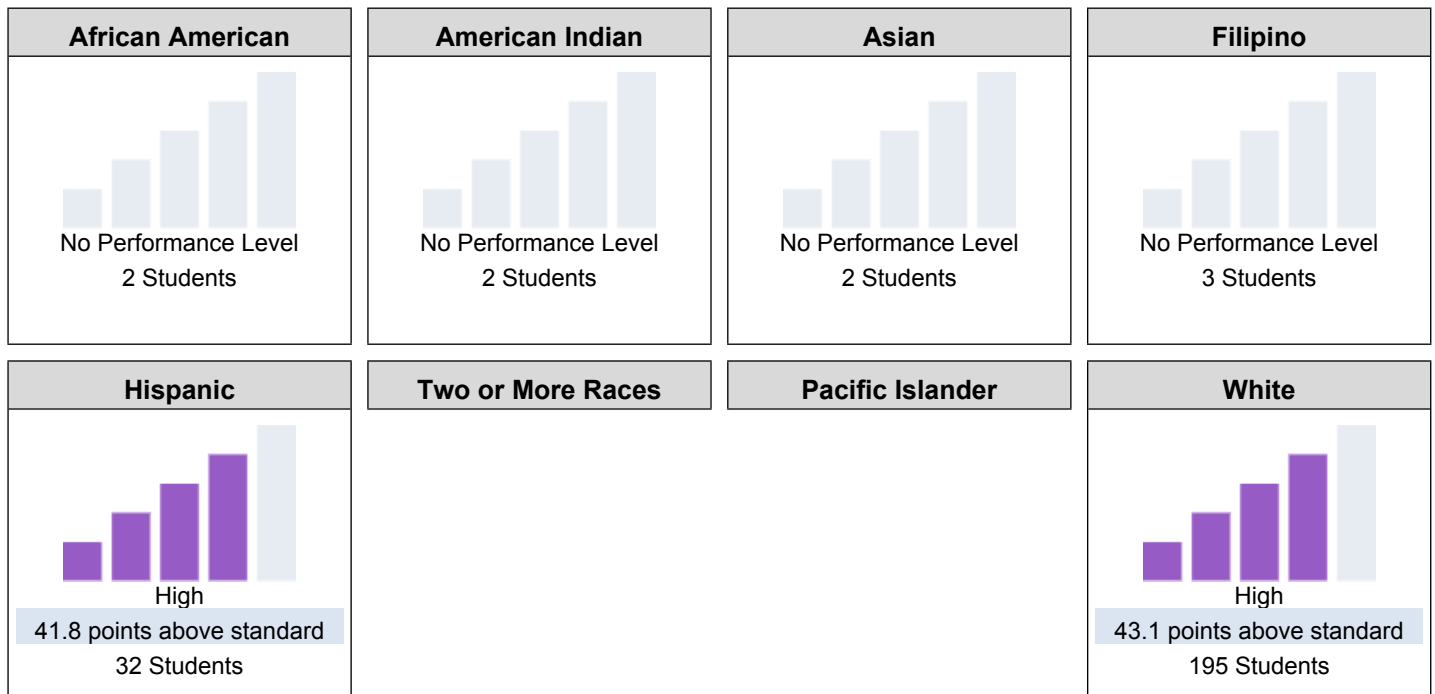 African American
No Performance Level
2 Students
American Indian
No Performance Level
2 Students
Asian
No Performance Level
2 Students
Filipino
No Performance Level
3 Students
Hispanic
High
41.8 points above standard
32 Students
Two or More Races
Pacific Islander
White
High
43.1 points above standard
195 Students